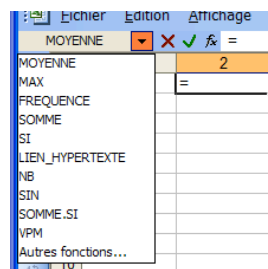 Fichier Edition Affichage
MOYENNE fx =
MOYENNE 2
MAX =
FREQUENCE
SOMME
SI
LIEN_HYPERTEXTE
NB
SIN
SOMME.SI
VPM
Autres fonctions...
10